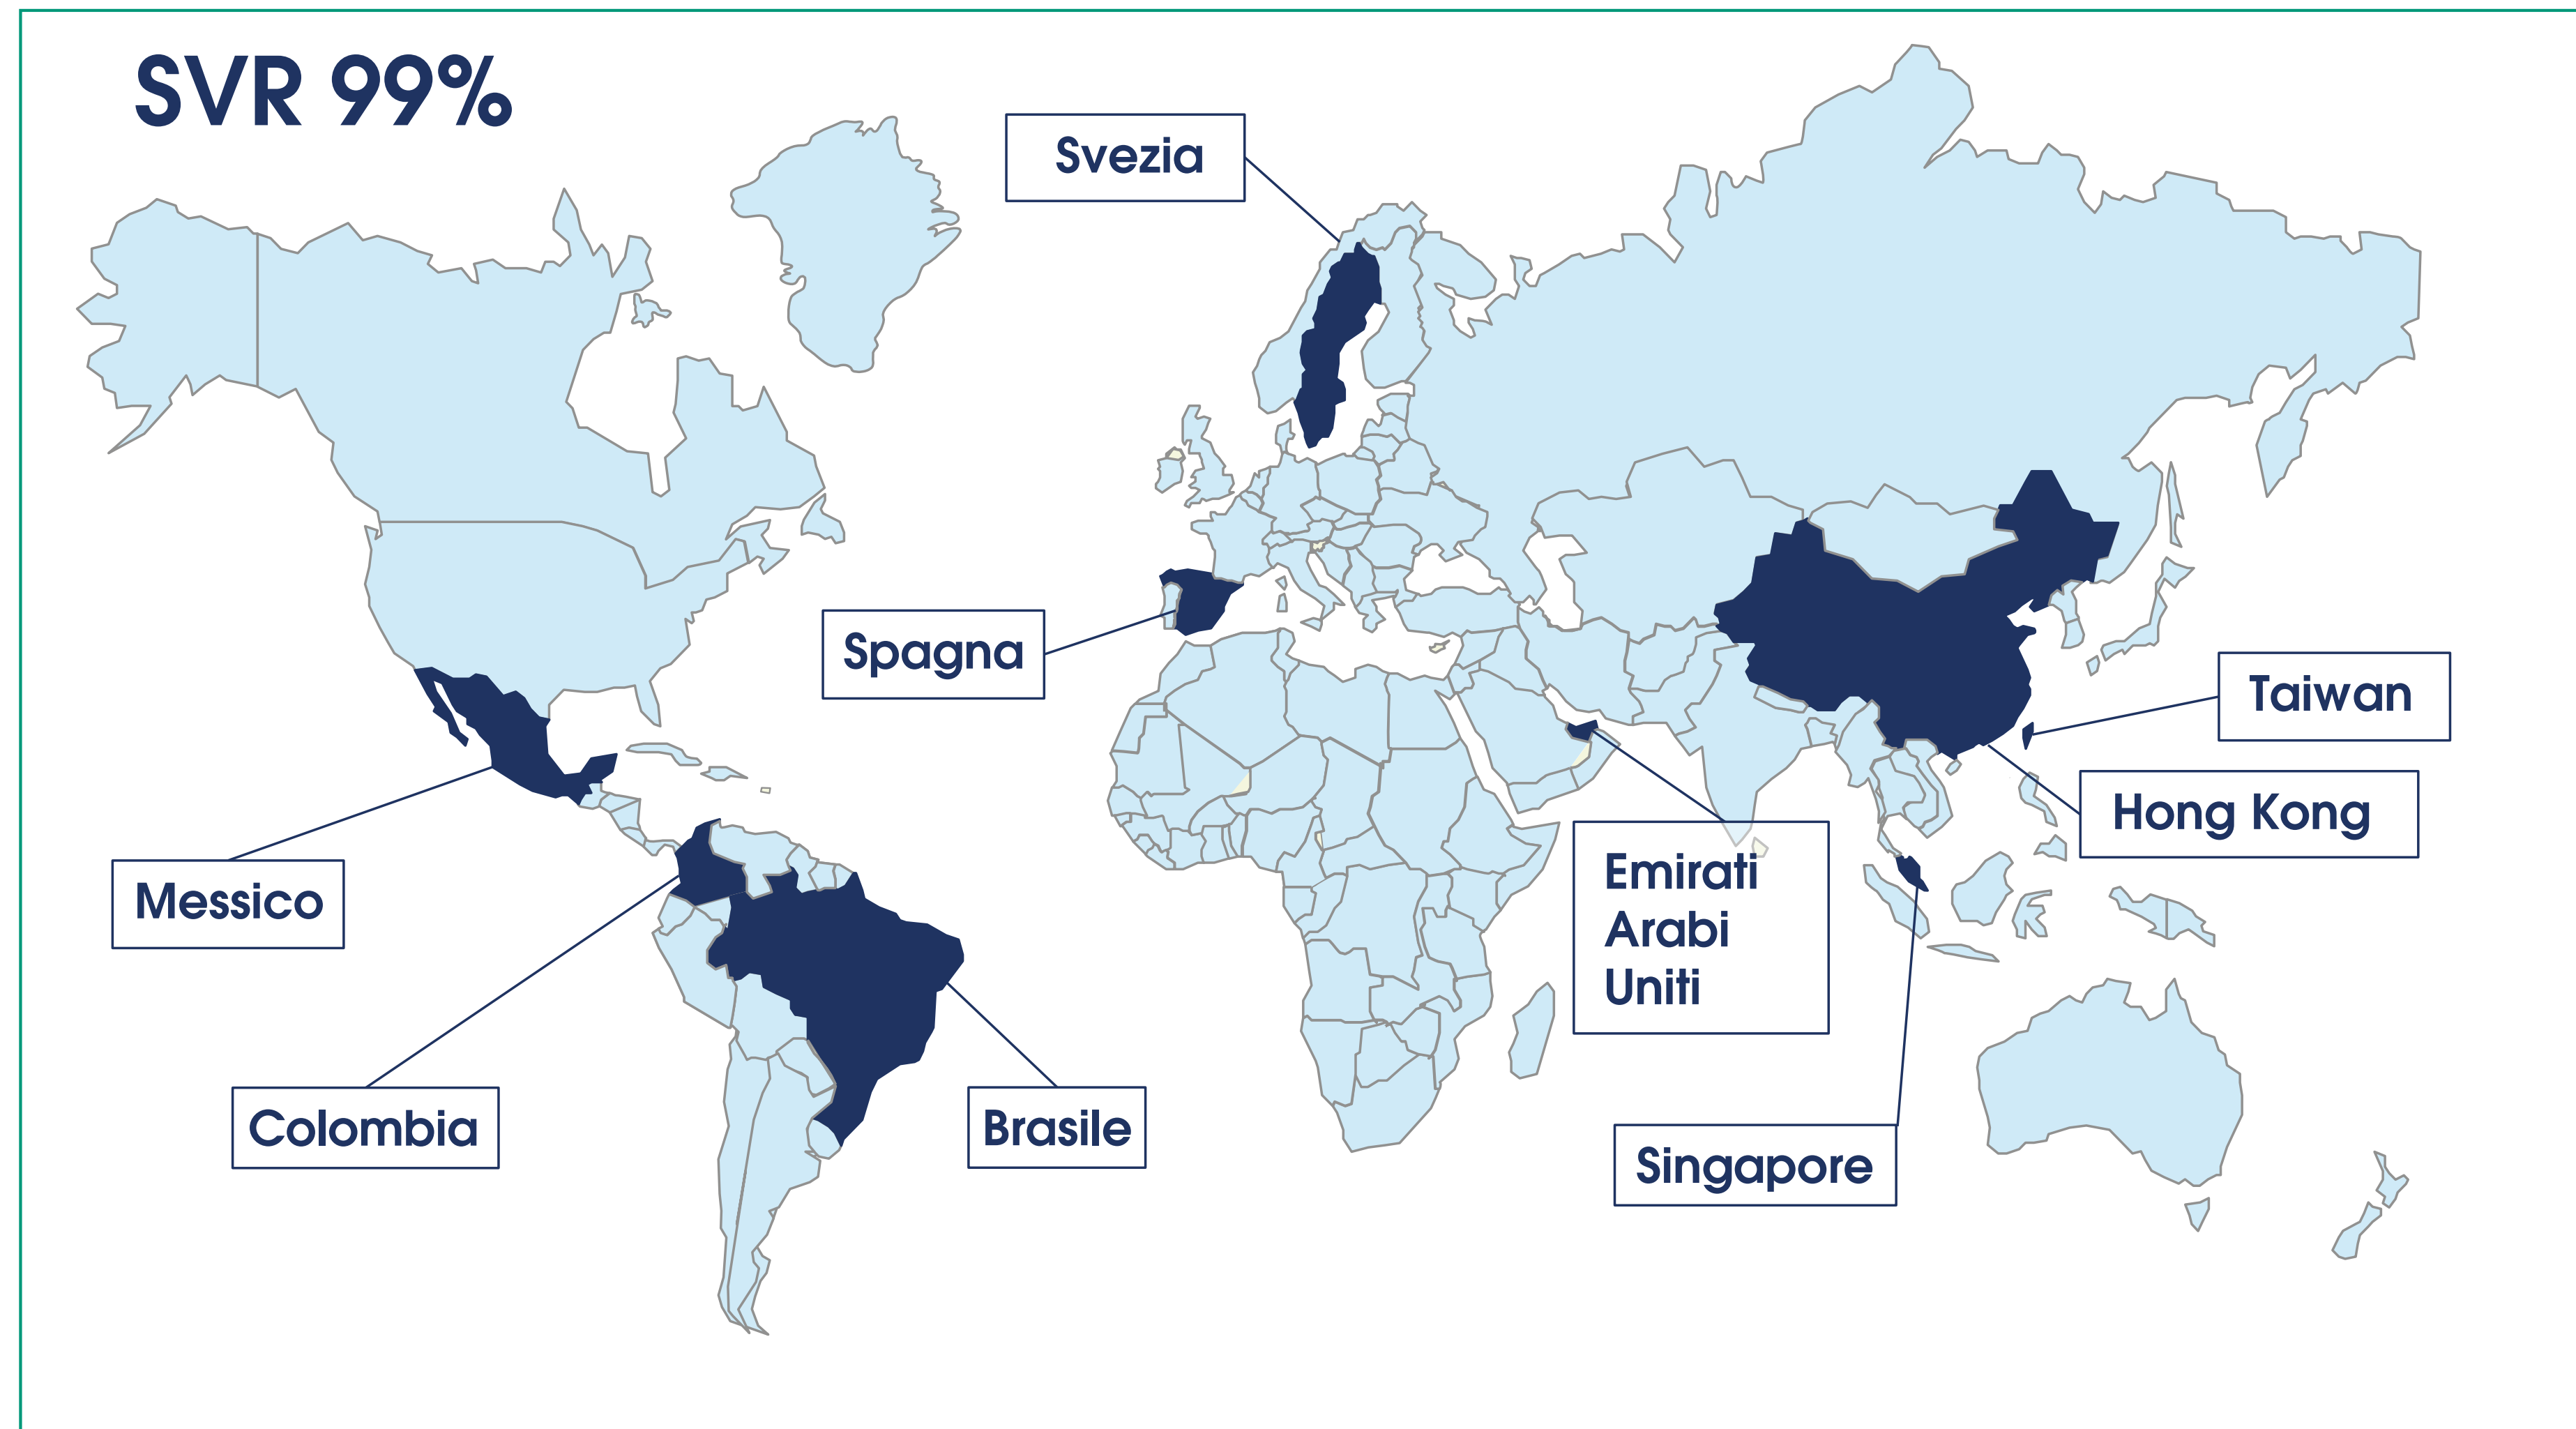 SVR 99%
Svezia
Spagna
Taiwan
Hong Kong
Messico
Emirati
Arabi
Uniti
Colombia
Brasile
Singapore